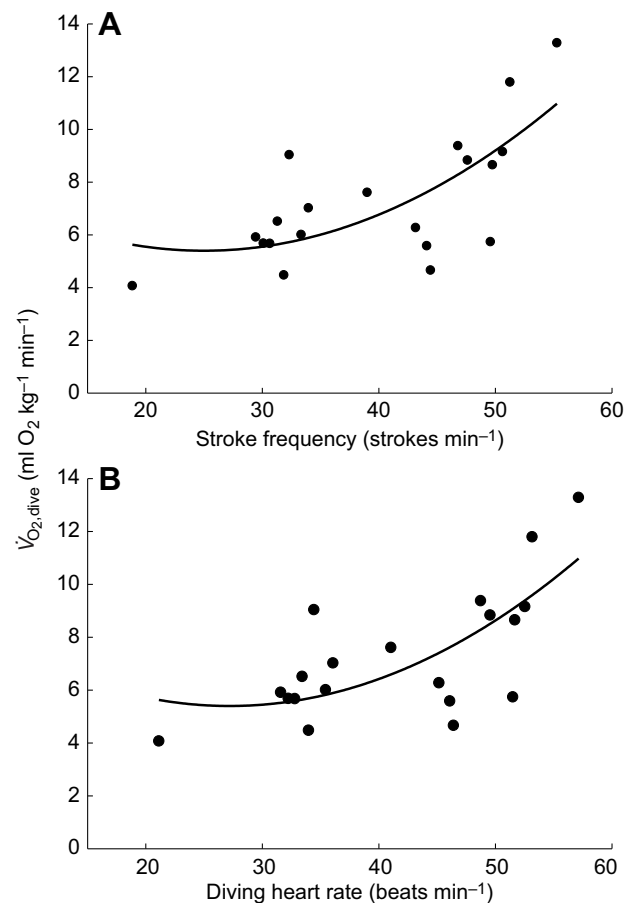 A
14
12
10
8
6
4
2
0
20 30 40 50 60
Stroke frequency (strokes min–1)
V̇O2,dive (ml O2 kg–1 min–1)
B
14
12
10
8
6
4
2
0
20 30 40 50 60
Diving heart rate (beats min–1)